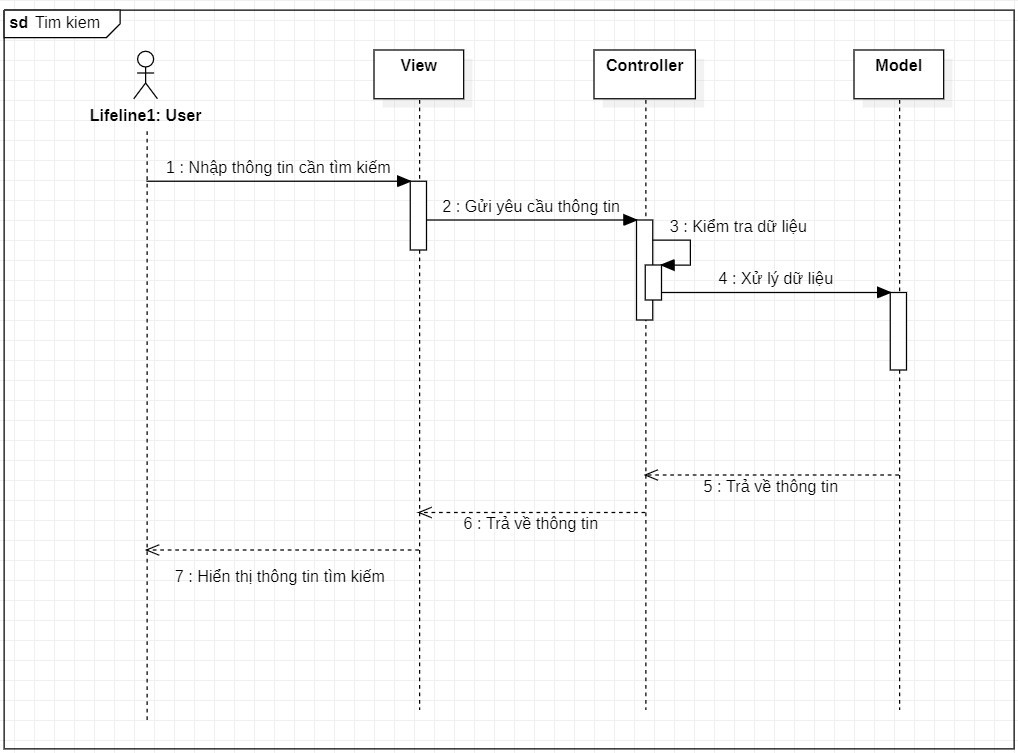 sd Tim kiem
View
Controller
Model
Lifeline1: User
1 : Nhập thông tin cần tìm kiếm
2 : Gửi yêu cầu thông tin
3 : Kiểm tra dữ liệu
4 : Xử lý dữ liệu
5 : Trả về thông tin
6 : Trả về thông tin
7 : Hiển thị thông tin tìm kiếm